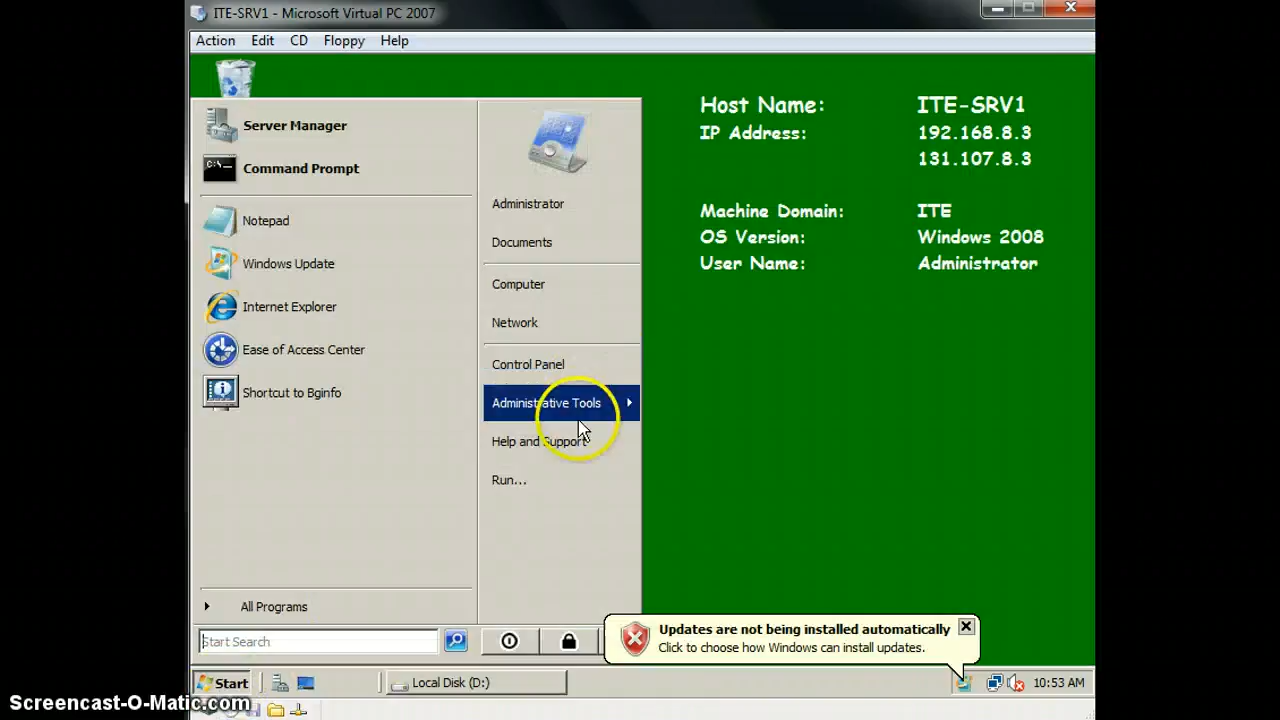 ITE-SRV1 - Microsoft Virtual PC 2007
Action Edit CD Floppy Help
Host Name: ITE-SRV1
IP Address: 192.168.8.3
131.107.8.3
Machine Domain: ITE
OS Version: Windows 2008
User Name: Administrator
Server Manager
C:\
Command Prompt
Notepad
Windows Update
Internet Explorer
Ease of Access Center
Shortcut to Bginfo
All Programs
Start Search
Administrator
Documents
Computer
Network
Control Panel
Administrative Tools
Help and Support
Run...
Updates are not being installed automatically
Click to choose how Windows can install updates.
Start
Local Disk (D:)
10:53 AM
Screencast-O-Matic.com